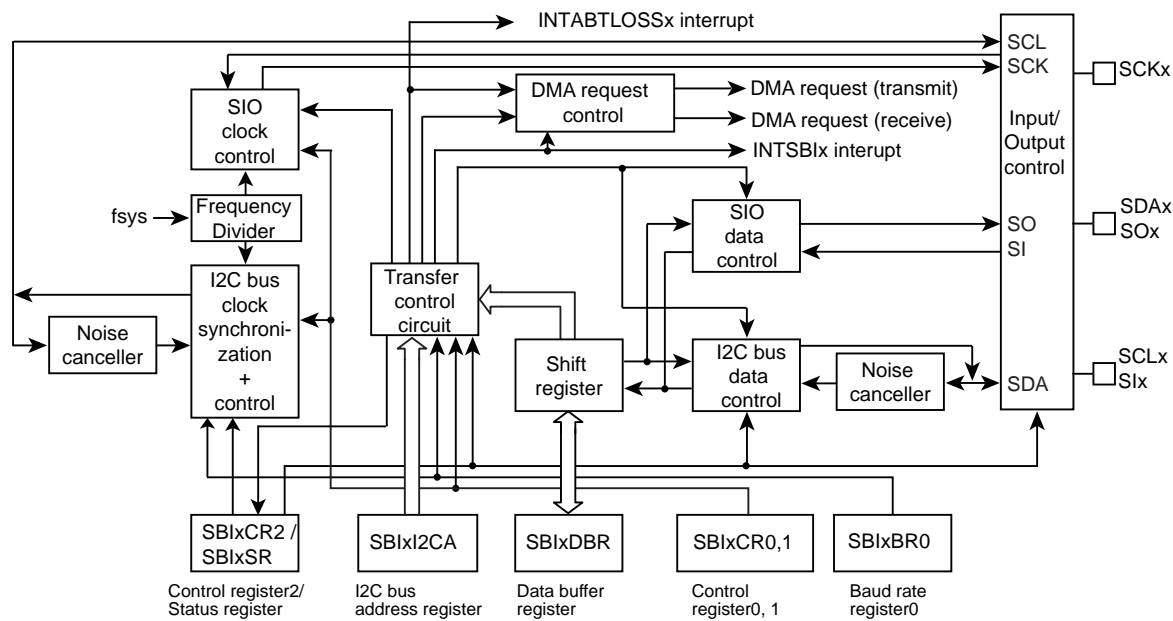 INTABTLOSSx interrupt
SCL
SCK
SCKx
SIO
clock
control
DMA request
control
DMA request (transmit)
DMA request (receive)
INTSBIx interupt
Input/
Output
control
fsys
Frequency
Divider
SIO
data
control
SO
SI
SDAx
SOx
I2C bus
clock
synchroni-
zation
+
control
Noise
canceller
Transfer
control
circuit
Shift
register
I2C bus
data
control
Noise
canceller
SDA
SCLx
SIx
SBIxCR2 /
SBIxSR
SBIxI2CA
SBIxDBR
SBIxCR0,1
SBIxBR0
Control register2/
Status register
I2C bus
address register
Data buffer
register
Control
register0, 1
Baud rate
register0